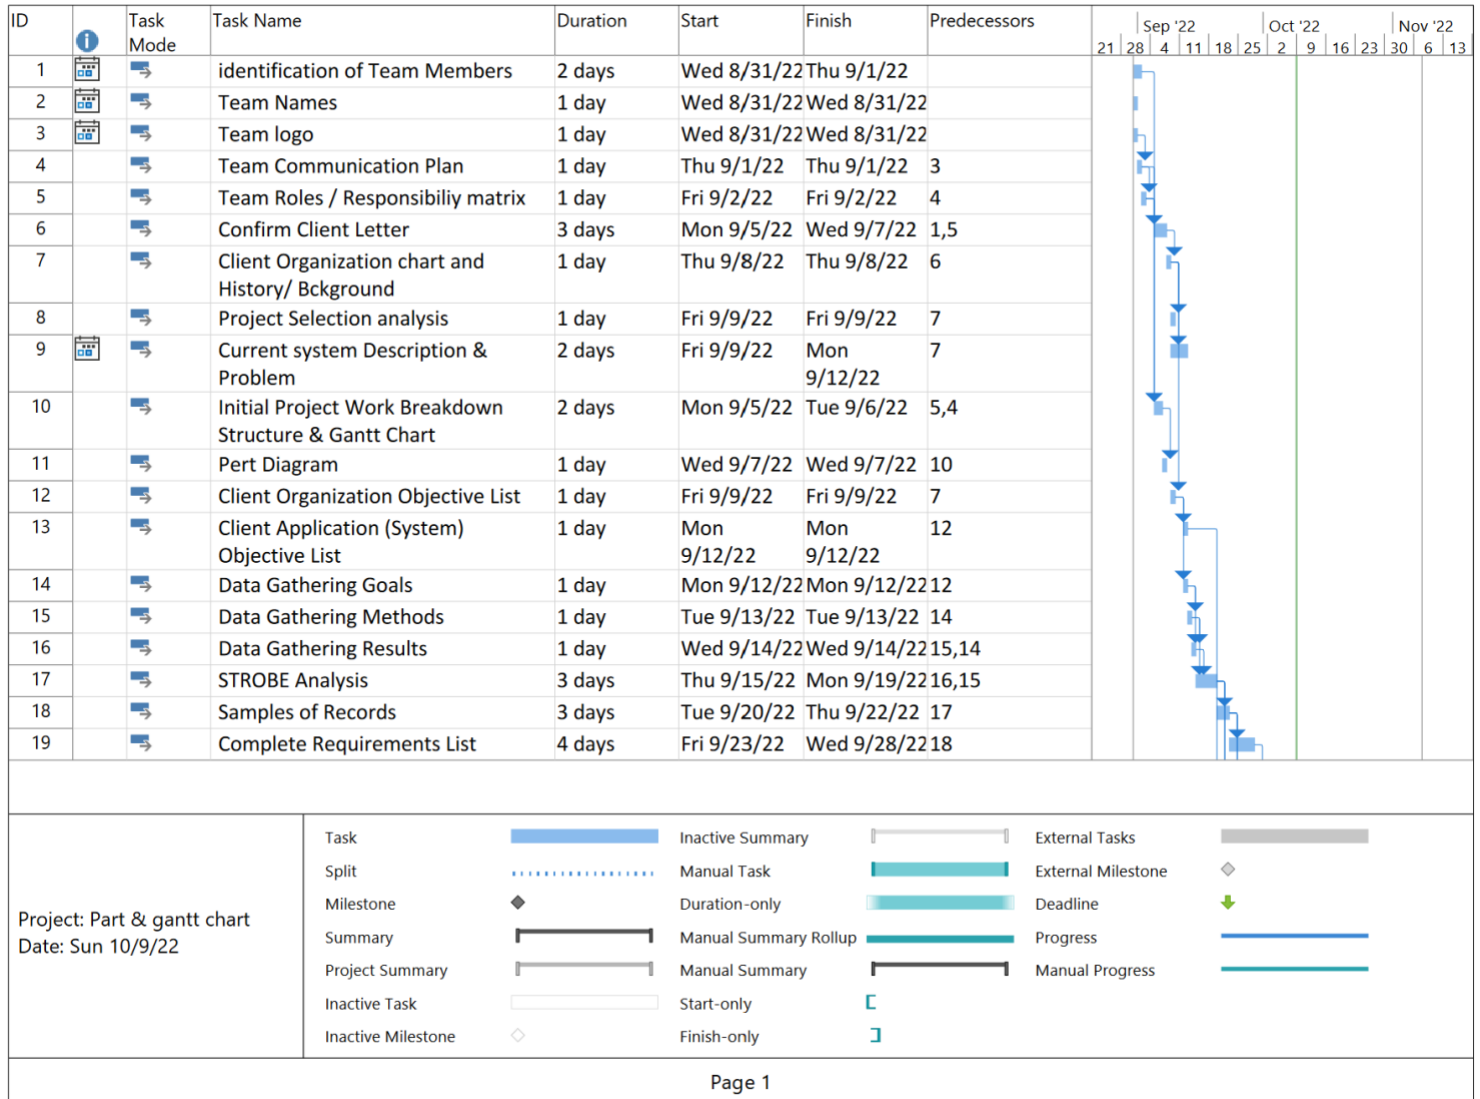 ID Task Mode Task Name Duration Start Finish Predecessors
Sep '22 Oct '22 Nov '22
21 28 4 11 18 25 2 9 16 23 30 6 13
1 identification of Team Members 2 days Wed 8/31/22 Thu 9/1/22
2 Team Names 1 day Wed 8/31/22 Wed 8/31/22
3 Team logo 1 day Wed 8/31/22 Wed 8/31/22
4 Team Communication Plan 1 day Thu 9/1/22 Thu 9/1/22 3
5 Team Roles / Responsibiliy matrix 1 day Fri 9/2/22 Fri 9/2/22 4
6 Confirm Client Letter 3 days Mon 9/5/22 Wed 9/7/22 1,5
7 Client Organization chart and 1 day Thu 9/8/22 Thu 9/8/22 6
History/ Bckground
8 Project Selection analysis 1 day Fri 9/9/22 Fri 9/9/22 7
9 Current system Description & 2 days Fri 9/9/22 Mon 7
Problem 9/12/22
10 Initial Project Work Breakdown 2 days Mon 9/5/22 Tue 9/6/22 5,4
Structure & Gantt Chart
11 Pert Diagram 1 day Wed 9/7/22 Wed 9/7/22 10
12 Client Organization Objective List 1 day Fri 9/9/22 Fri 9/9/22 7
13 Client Application (System) 1 day Mon Mon 12
Objective List 9/12/22 9/12/22
14 Data Gathering Goals 1 day Mon 9/12/22 Mon 9/12/22 12
15 Data Gathering Methods 1 day Tue 9/13/22 Tue 9/13/22 14
16 Data Gathering Results 1 day Wed 9/14/22 Wed 9/14/22 15,14
17 STROBE Analysis 3 days Thu 9/15/22 Mon 9/19/22 16,15
18 Samples of Records 3 days Tue 9/20/22 Thu 9/22/22 17
19 Complete Requirements List 4 days Fri 9/23/22 Wed 9/28/22 18
Project: Part & gantt chart
Date: Sun 10/9/22
Task Inactive Summary External Tasks
Split Manual Task External Milestone
Milestone Duration-only Deadline
Summary Manual Summary Rollup Progress
Project Summary Manual Summary Manual Progress
Inactive Task Start-only
Inactive Milestone Finish-only
Page 1